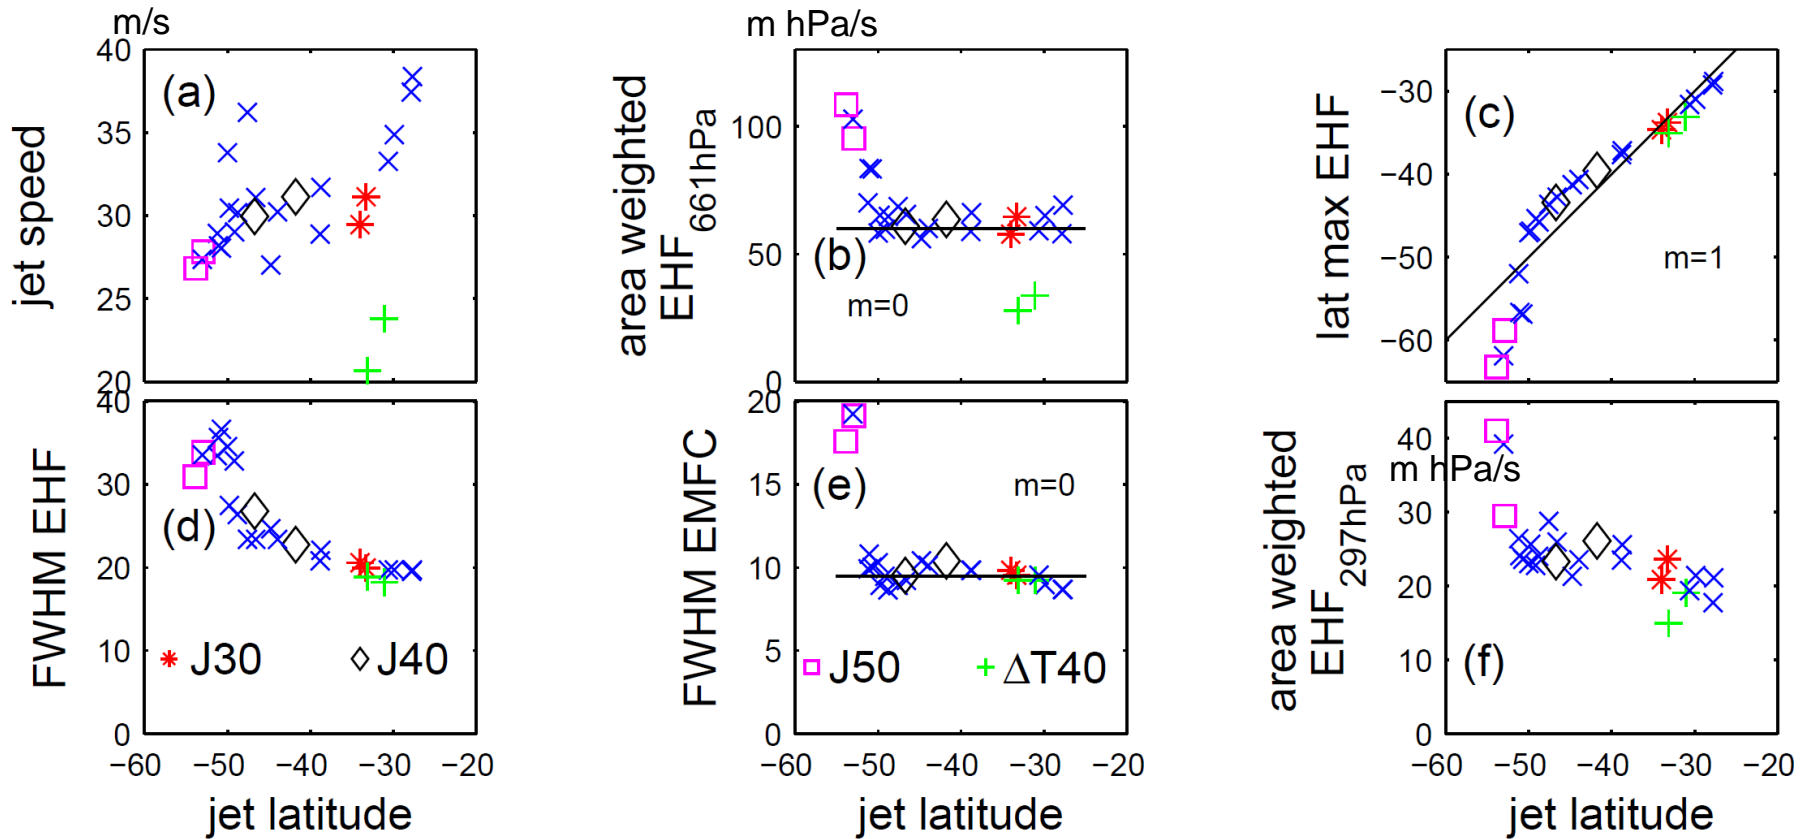 m/s
jet speed
40
35
30
25
20
(a)
m hPa/s
area weighted
EHF661hPa
100
50
0
(b)
m=0
lat max EHF
−30
−40
−50
−60
(c)
m=1
FWHM EHF
40
30
20
10
0
(d)
J30
J40
−60 −50 −40 −30 −20
jet latitude
FWHM EMFC
20
15
10
5
0
(e)
m=0
J50
ΔT40
−60 −50 −40 −30 −20
jet latitude
area weighted
EHF297hPa
m hPa/s
40
30
20
10
0
(f)
−60 −50 −40 −30 −20
jet latitude